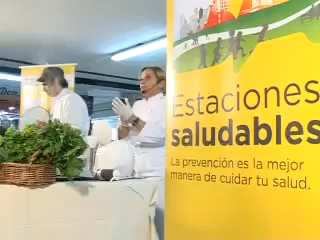 Estaciones
saludables
La prevención es la mejor
manera de cuidar tu salud.